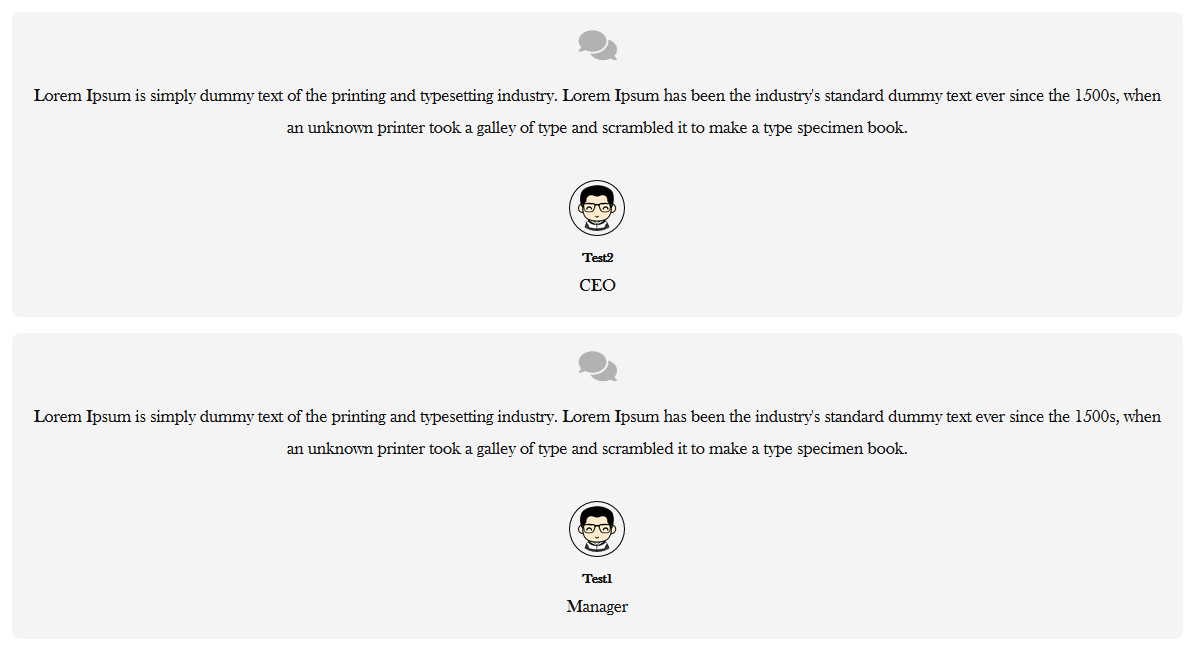 Lorem Ipsum is simply dummy text of the printing and typesetting industry. Lorem Ipsum has been the industry's standard dummy text ever since the 1500s, when
an unknown printer took a galley of type and scrambled it to make a type specimen book.
Test2
CEO
Lorem Ipsum is simply dummy text of the printing and typesetting industry. Lorem Ipsum has been the industry's standard dummy text ever since the 1500s, when
an unknown printer took a galley of type and scrambled it to make a type specimen book.
Test1
Manager